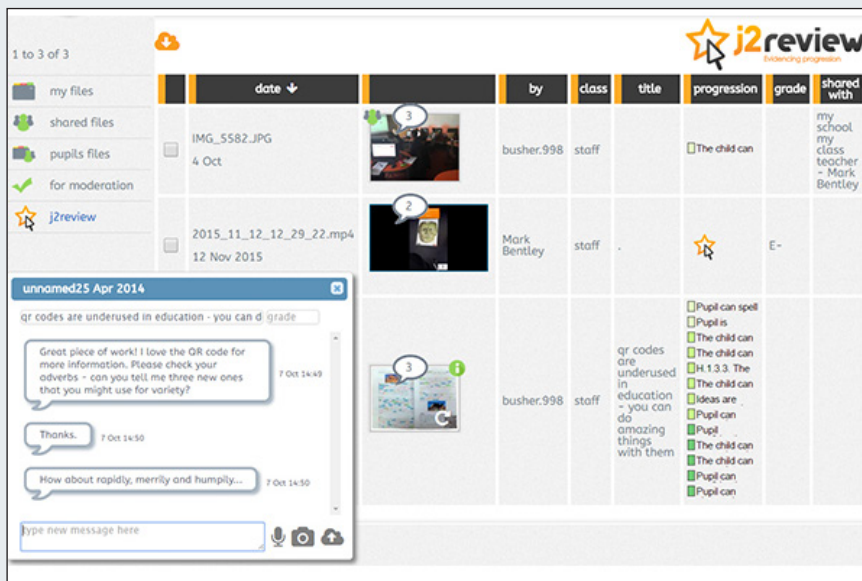 j2review
Evidencing progression
1 to 3 of 3
my files
shared files
pupils files
for moderation
j2review
date
by
class
title
progression
grade
shared
with
IMG_5582.JPG
4 Oct
3
busher.998
staff
The child can
my
school
my
class
teacher
- Mark
Bentley
2015_11_12_12_29_22.mp4
12 Nov 2015
2
Mark
Bentley
staff
.
E-
3
busher.998
staff
qr codes
are
underused
in
education
- you can
do
amazing
things
with them
Pupil can spell
Pupil is
The child can
The child can
H.1.3.3. The
The child can
Ideas are
Pupil can
Pupil
The child can
The child can
Pupil can
Pupil can
unnamed25 Apr 2014
qr codes are underused in education - you can d
grade
Great piece of work! I love the QR code for
more information. Please check your
adverbs - can you tell me three new ones
that you might use for variety?
7 Oct 14:49
Thanks.
7 Oct 14:50
How about rapidly, merrily and humpily...
7 Oct 14:50
type new message here